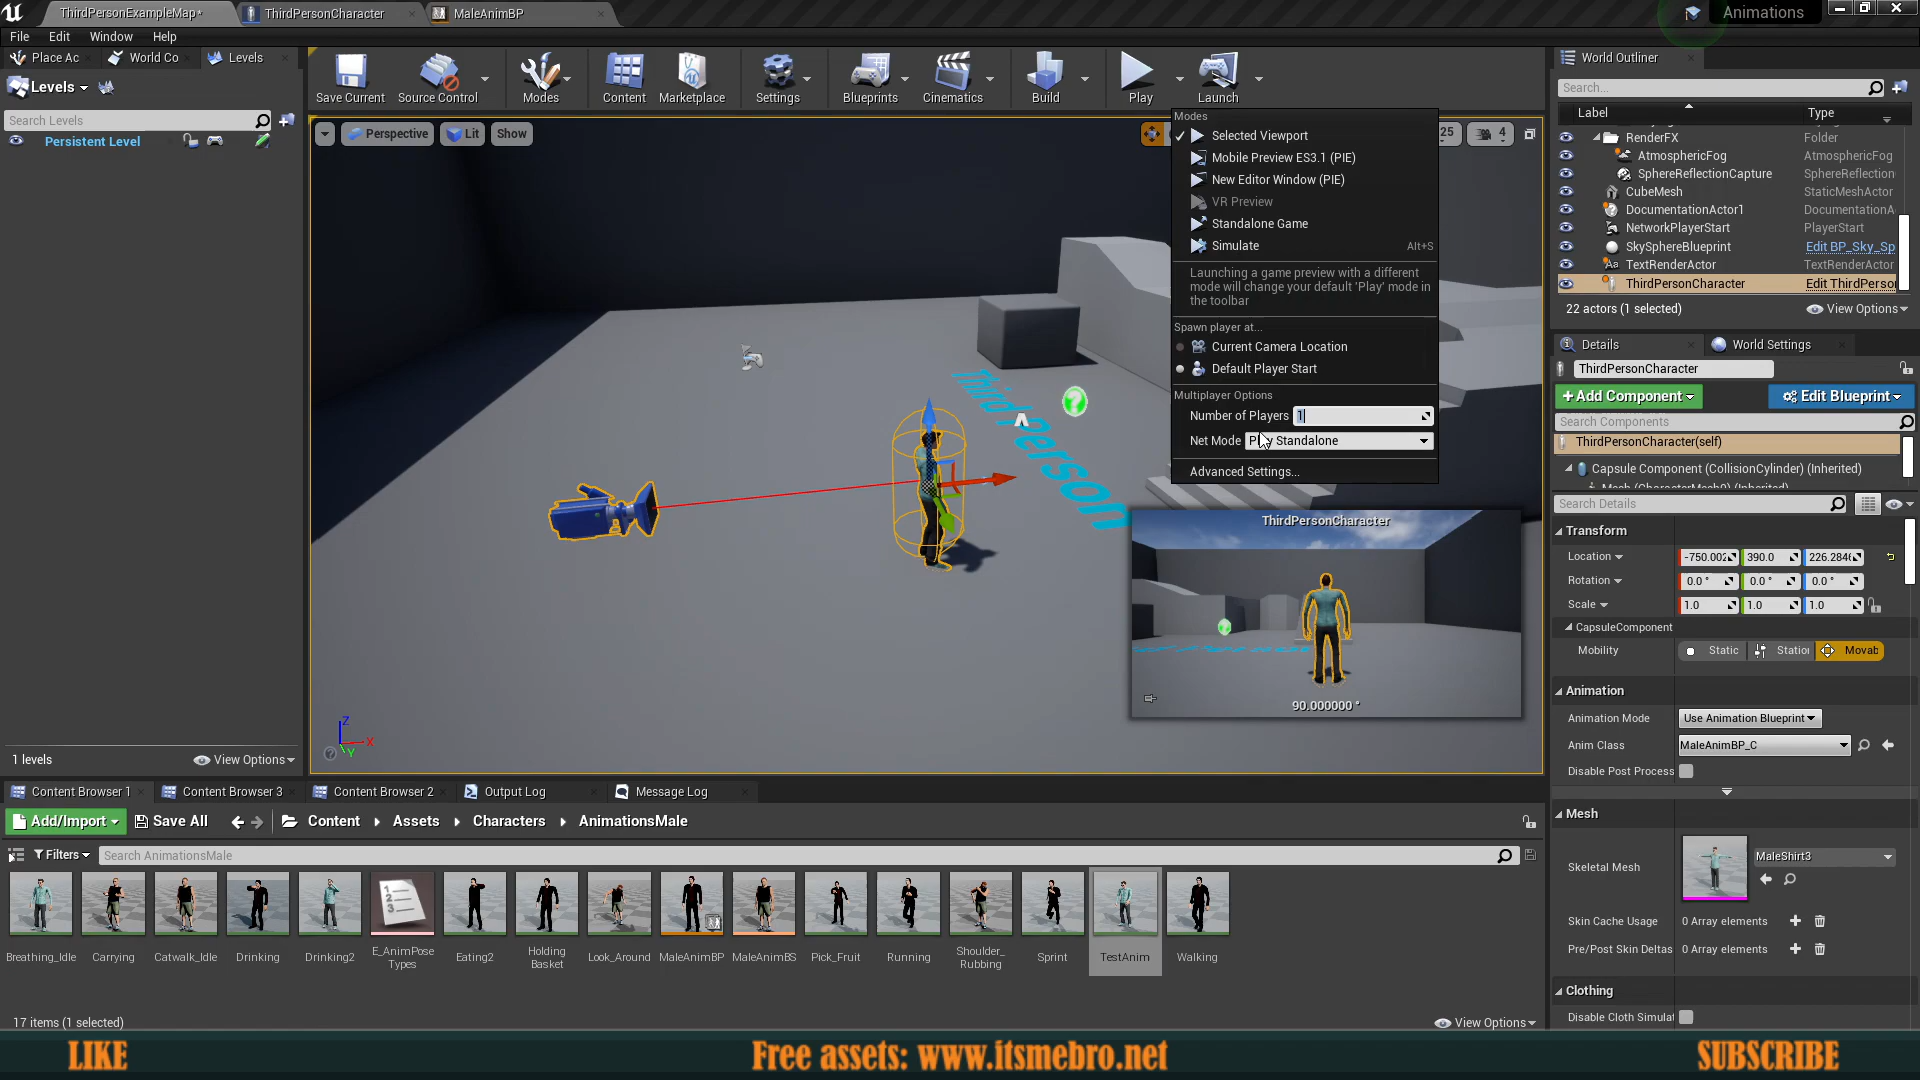 ThirdPersonExampleMap*
ThirdPersonCharacter
MaleAnimBP
Animations
File Edit Window Help
Place Ac
World Co
Levels
Levels
Search Levels
Persistent Level
1 levels
View Options
Save Current
Source Control
Modes
Content
Marketplace
Settings
Blueprints
Cinematics
Build
Play
Launch
Perspective
Lit
Show
25
4
Third Person
Modes
Selected Viewport
Mobile Preview ES3.1 (PIE)
New Editor Window (PIE)
VR Preview
Standalone Game
Simulate Alt+S
Launching a game preview with a different
mode will change your default 'Play' mode in
the toolbar
Spawn player at...
Current Camera Location
Default Player Start
Multiplayer Options
Number of Players 1
Net Mode Play Standalone
Advanced Settings...
ThirdPersonCharacter
90.000000 °
Z
X
Y
World Outliner
Search...
Label Type
RenderFX Folder
AtmosphericFog AtmosphericFog
SphereReflectionCapture SphereReflection
CubeMesh StaticMeshActor
DocumentationActor1 DocumentationA
NetworkPlayerStart PlayerStart
SkySphereBlueprint Edit BP_Sky_Sp
TextRenderActor TextRenderActor
ThirdPersonCharacter Edit ThirdPerson
22 actors (1 selected)
View Options
Details
World Settings
ThirdPersonCharacter
+Add Component
Edit Blueprint
Search Components
ThirdPersonCharacter(self)
Capsule Component (CollisionCylinder) (Inherited)
Mesh (CharacterMesh0) (Inherited)
Search Details
Transform
Location -750.002 390.0 226.2846
Rotation 0.0 ° 0.0 ° 0.0 °
Scale 1.0 1.0 1.0
CapsuleComponent
Mobility Static Station Movab
Animation
Animation Mode Use Animation Blueprint
Anim Class MaleAnimBP_C
Disable Post Process
Mesh
Skeletal Mesh MaleShirt3
Skin Cache Usage 0 Array elements
Pre/Post Skin Deltas 0 Array elements
Clothing
Disable Cloth Simulat
Content Browser 1
Content Browser 3
Content Browser 2
Output Log
Message Log
Add/Import
Save All
Content
Assets
Characters
AnimationsMale
Filters
Search AnimationsMale
Breathing_Idle
Carrying
Catwalk_Idle
Drinking
Drinking2
E_AnimPose
Types
Eating2
Holding
Basket
Look_Around
MaleAnimBP
MaleAnimBS
Pick_Fruit
Running
Shoulder_
Rubbing
Sprint
TestAnim
Walking
17 items (1 selected)
View Options
LIKE
Free assets: www.itsmebro.net
SUBSCRIBE